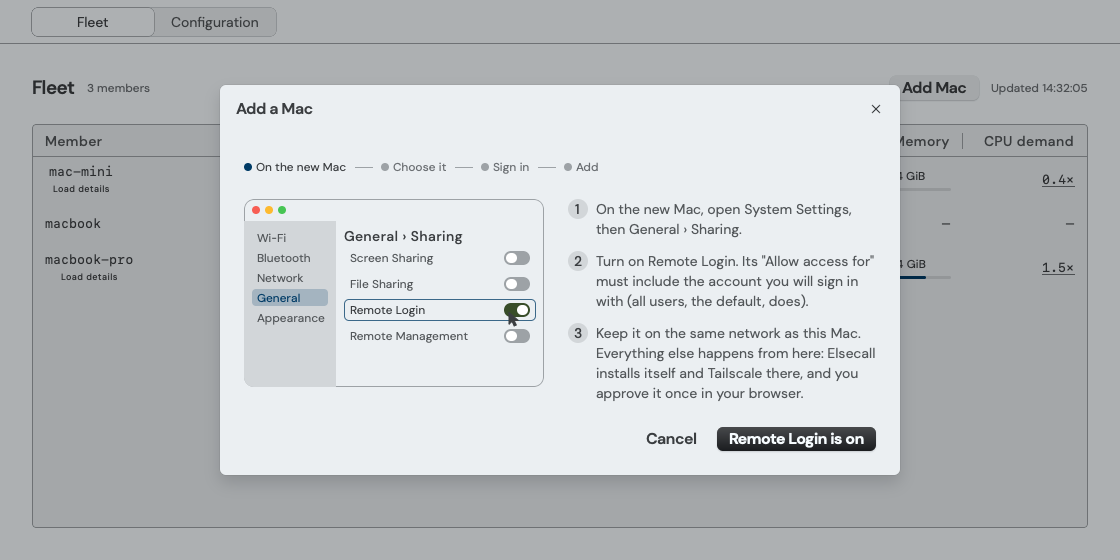 Fleet Configuration
Fleet 3 members
Add Mac Updated 14:32:05
Member
Memory CPU demand
mac-mini
Load details
GiB
0.4×
macbook
— —
macbook-pro
Load details
GiB
1.5×
Add a Mac ×
On the new Mac — Choose it — Sign in — Add
Wi-Fi
Bluetooth
Network
General
Appearance
General › Sharing
Screen Sharing
File Sharing
Remote Login
Remote Management
1 On the new Mac, open System Settings,
then General › Sharing.
2 Turn on Remote Login. Its "Allow access for"
must include the account you will sign in
with (all users, the default, does).
3 Keep it on the same network as this Mac.
Everything else happens from here: Elsecall
installs itself and Tailscale there, and you
approve it once in your browser.
Cancel Remote Login is on